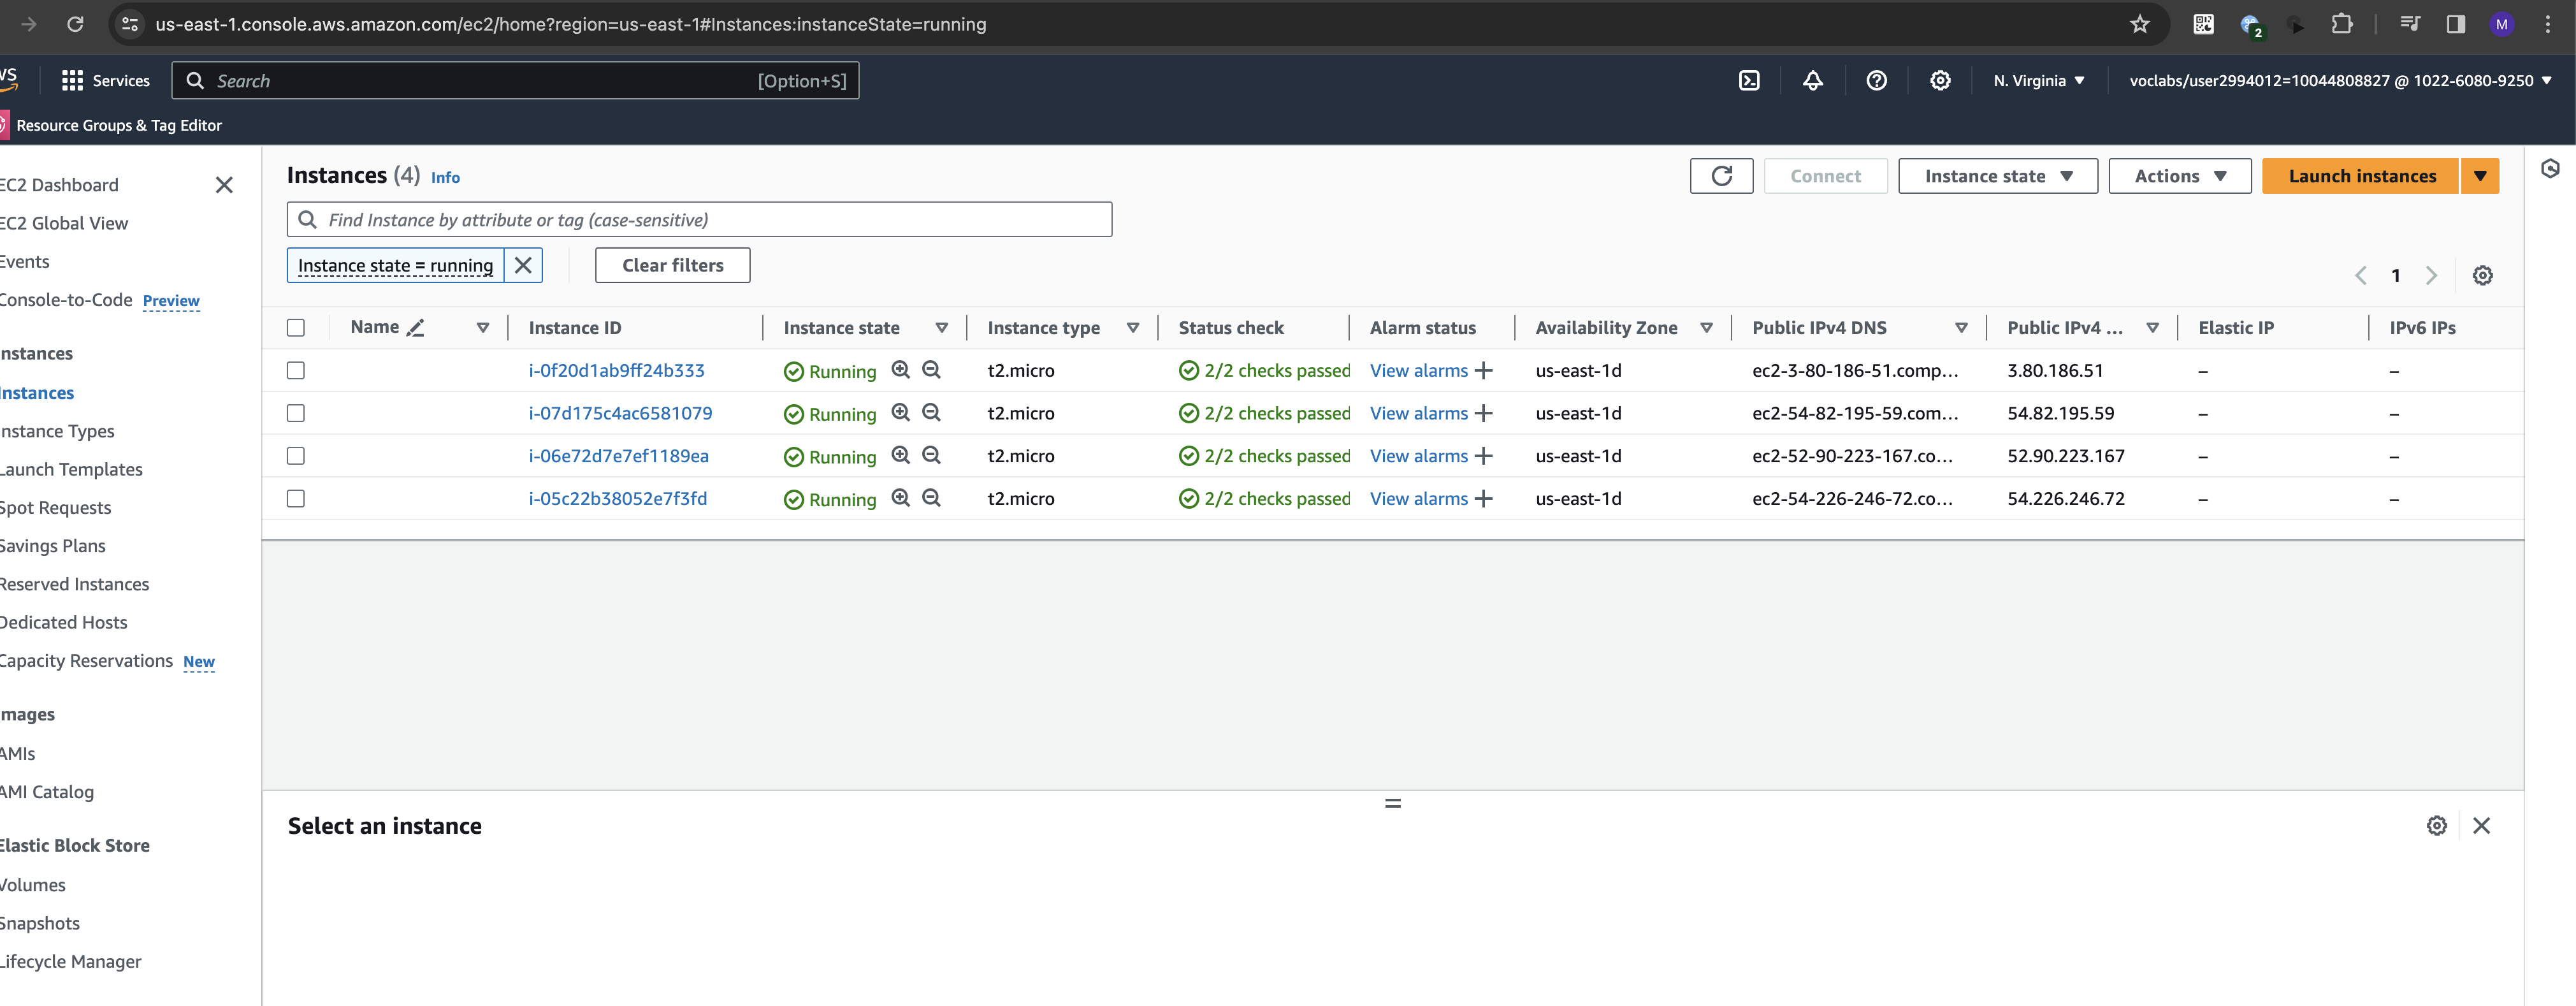 us-east-1.console.aws.amazon.com/ec2/home?region=us-east-1#Instances:instanceState=running
2
M
Services
Search
[Option+S]
N. Virginia
voclabs/user2994012=10044808827 @ 1022-6080-9250
Resource Groups & Tag Editor
EC2 Dashboard
EC2 Global View
Events
Console-to-Code Preview
Instances
Instances
Instance Types
Launch Templates
Spot Requests
Savings Plans
Reserved Instances
Dedicated Hosts
Capacity Reservations New
Images
AMIs
AMI Catalog
Elastic Block Store
Volumes
Snapshots
Lifecycle Manager
Instances (4) Info
Connect
Instance state
Actions
Launch instances
Find Instance by attribute or tag (case-sensitive)
Instance state = running
Clear filters
1
Name Instance ID Instance state Instance type Status check Alarm status Availability Zone Public IPv4 DNS Public IPv4 ... Elastic IP IPv6 IPs
i-0f20d1ab9ff24b333 Running t2.micro 2/2 checks passed View alarms + us-east-1d ec2-3-80-186-51.comp... 3.80.186.51 – –
i-07d175c4ac6581079 Running t2.micro 2/2 checks passed View alarms + us-east-1d ec2-54-82-195-59.com... 54.82.195.59 – –
i-06e72d7e7ef1189ea Running t2.micro 2/2 checks passed View alarms + us-east-1d ec2-52-90-223-167.co... 52.90.223.167 – –
i-05c22b38052e7f3fd Running t2.micro 2/2 checks passed View alarms + us-east-1d ec2-54-226-246-72.co... 54.226.246.72 – –
Select an instance